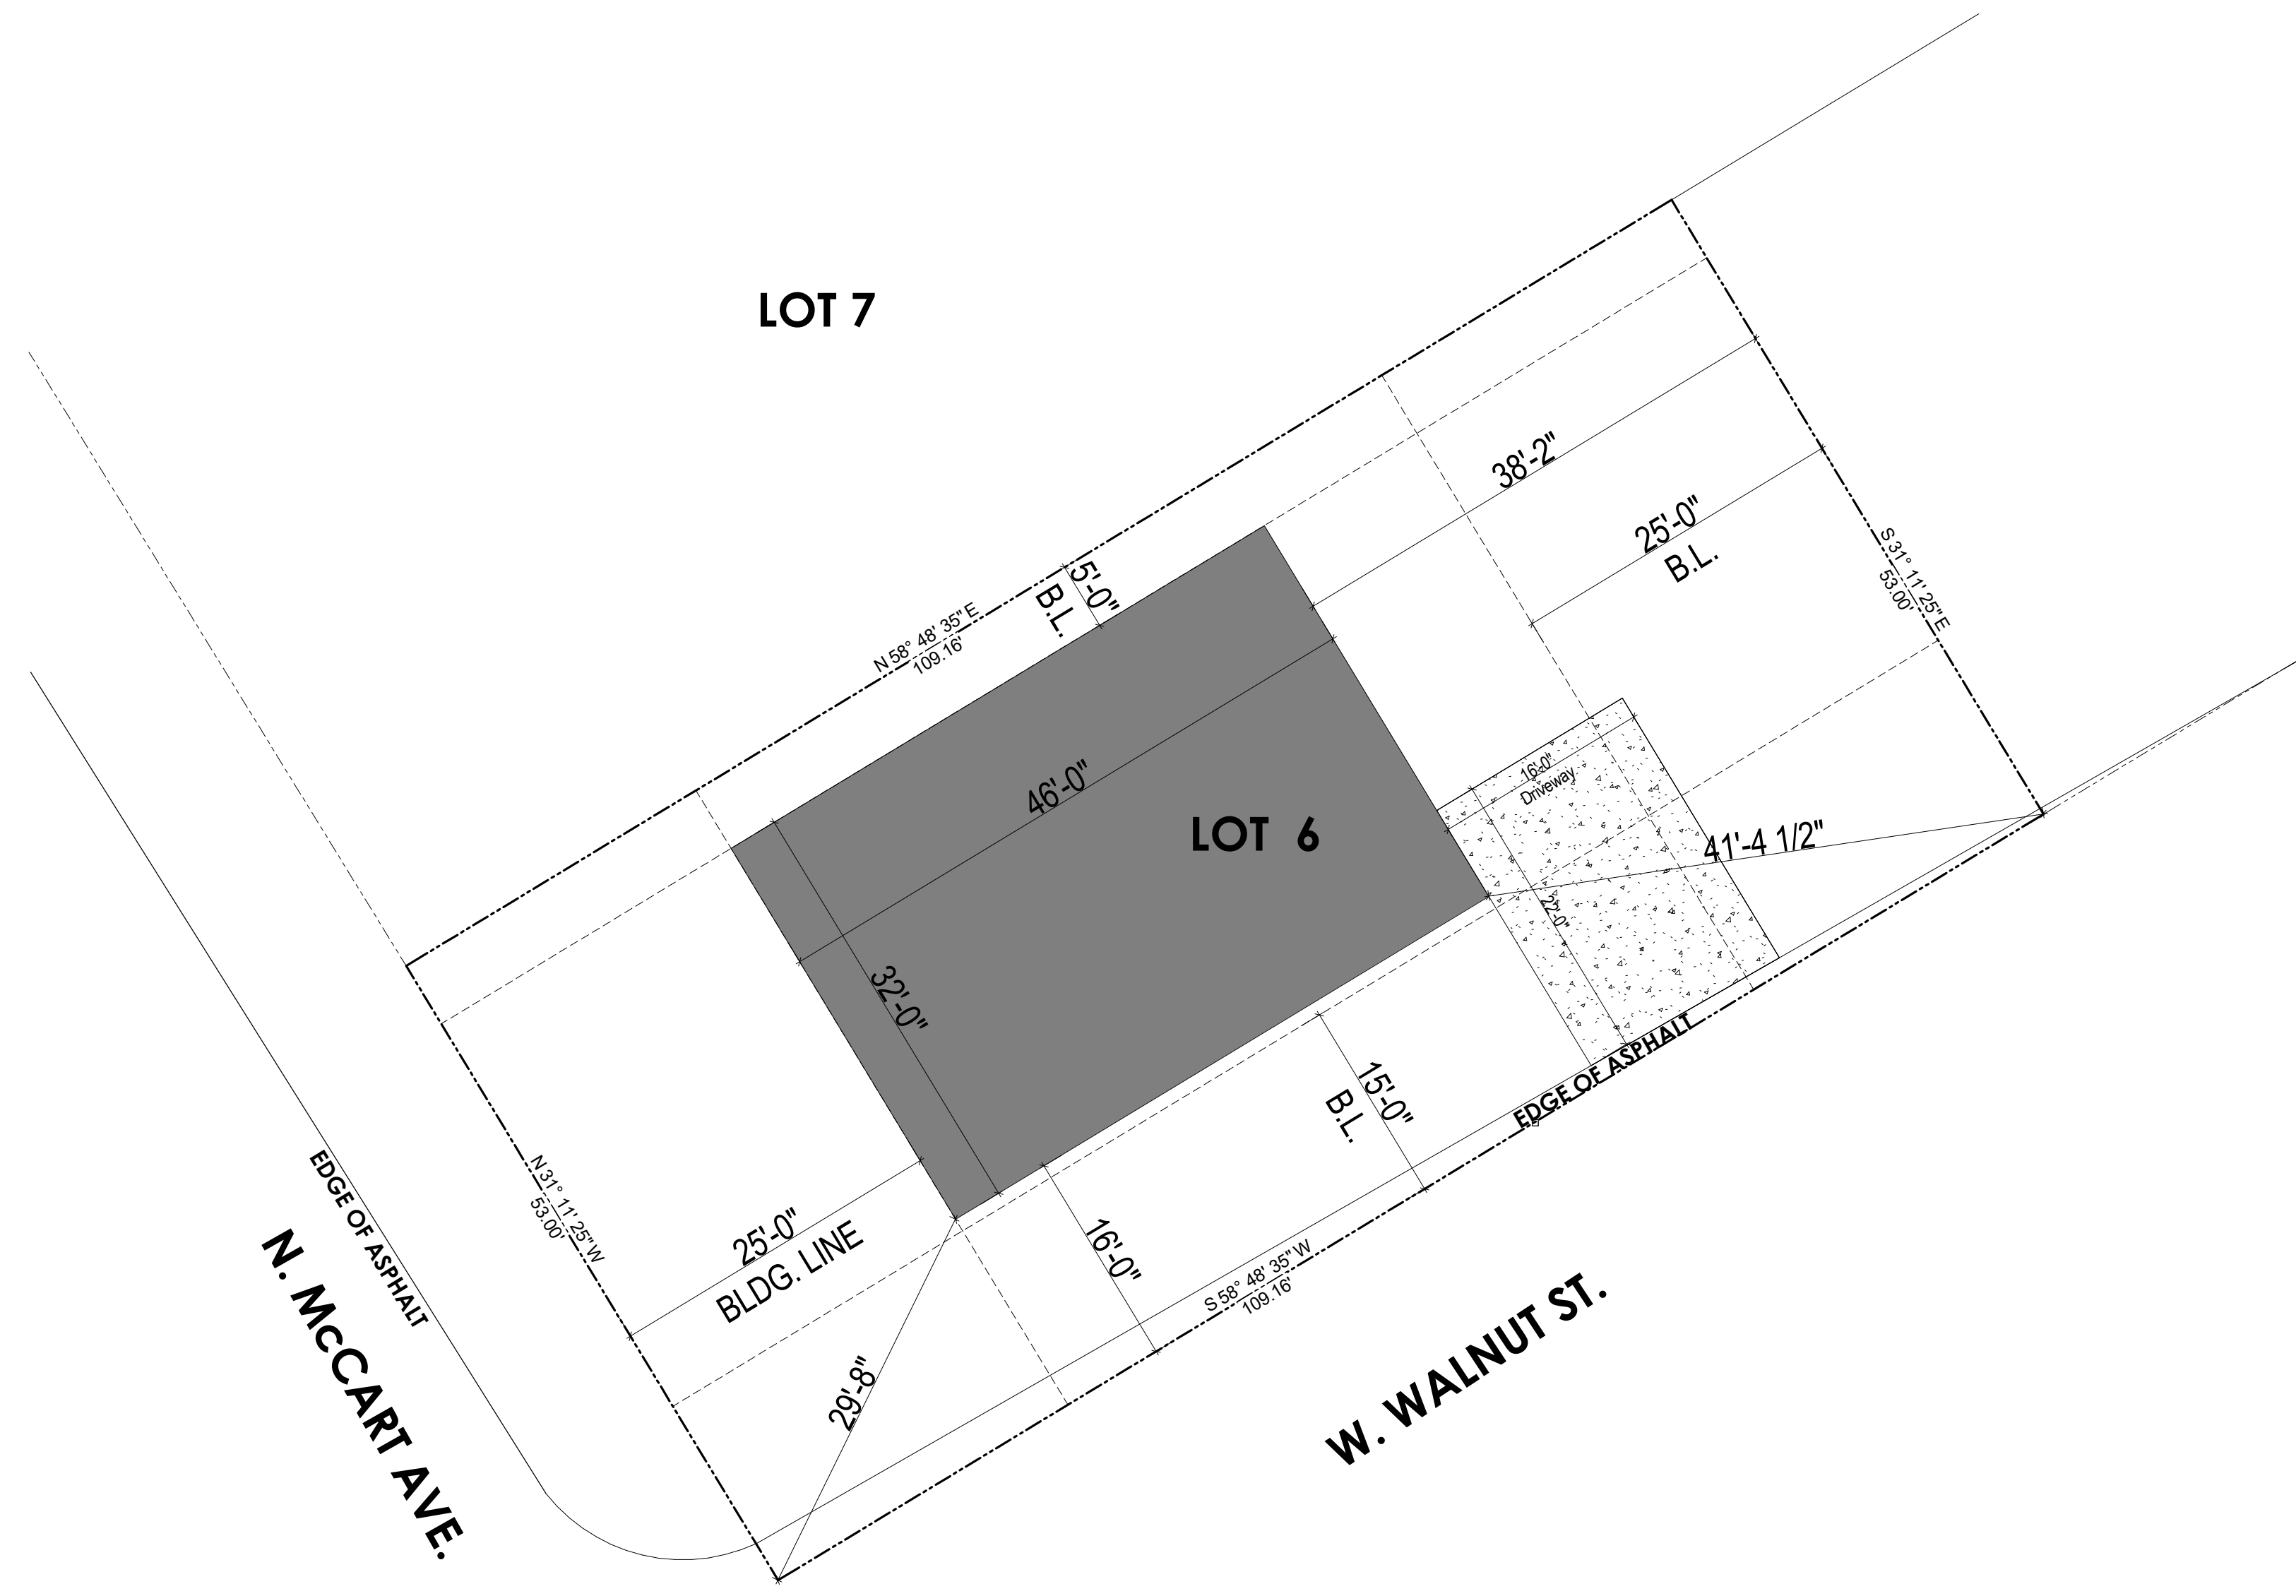 LOT 7
38'-2"
25'-0"
B.L.
S 31° 11' 25" E
53.00'
5'-0"
B.L.
N 58° 48' 35" E
109.16'
46'-0"
LOT 6
16'-0"
Driveway
41'-4 1/2"
22'-0"
32'-0"
EDGE OF ASPHALT
15'-0"
B.L.
N 31° 11' 25" W
53.00'
25'-0"
BLDG. LINE
16'-0"
S 58° 48' 35" W
109.16'
EDGE OF ASPHALT
N. McCART AVE.
29'-8"
W. WALNUT ST.